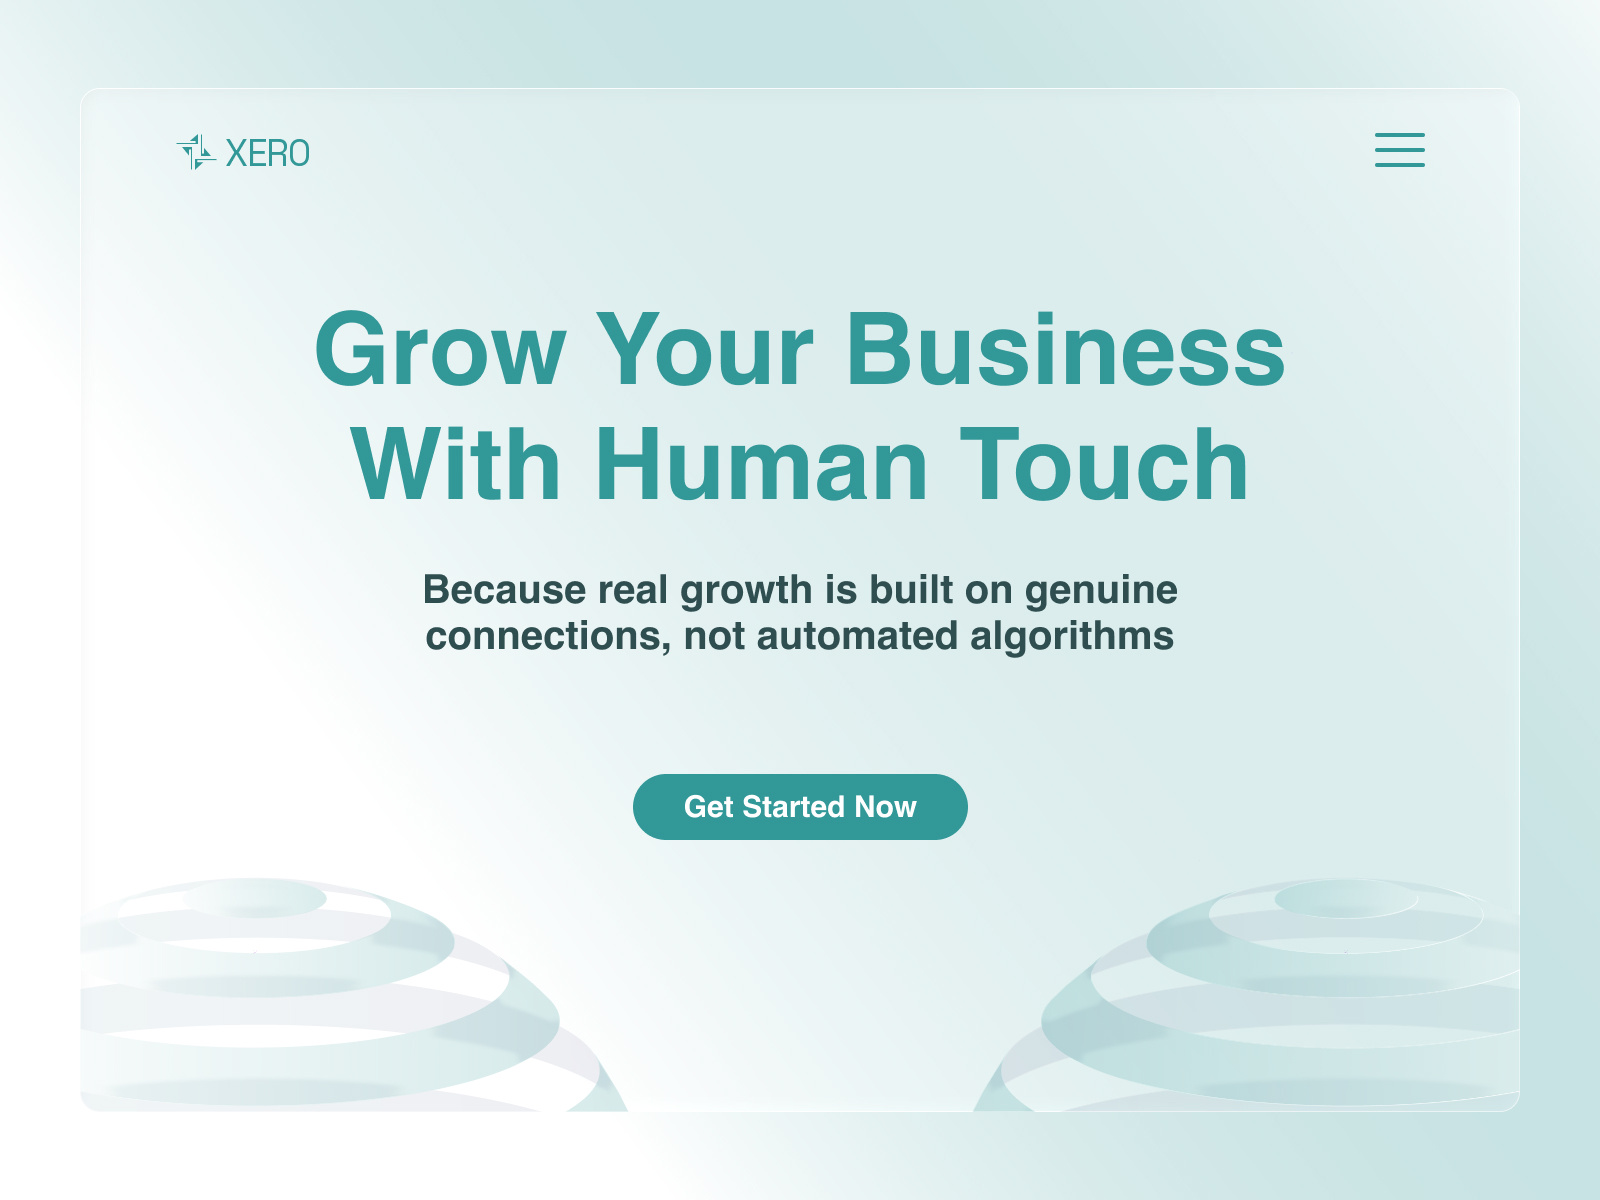 XERO
Grow Your Business
With Human Touch
Because real growth is built on genuine
connections, not automated algorithms
Get Started Now